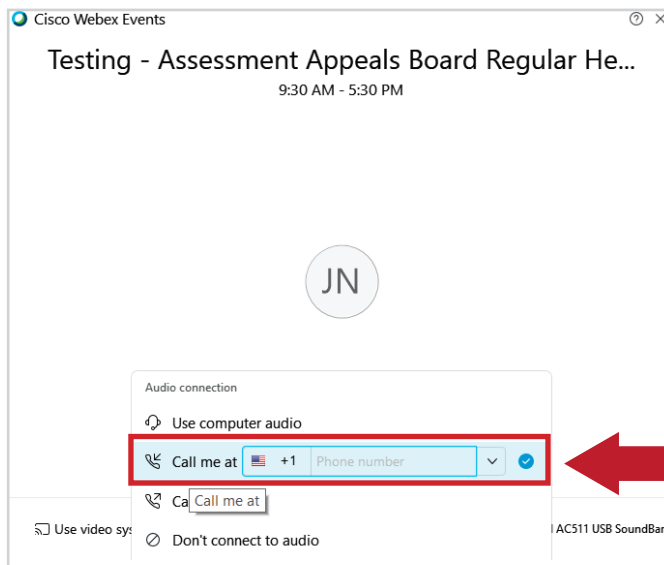 Cisco Webex Events
Testing - Assessment Appeals Board Regular He...
9:30 AM - 5:30 PM
JN
Audio connection
Use computer audio
Call me at +1 Phone number
Ca Call me at
Use video sys AC511 USB SoundBar
Don't connect to audio